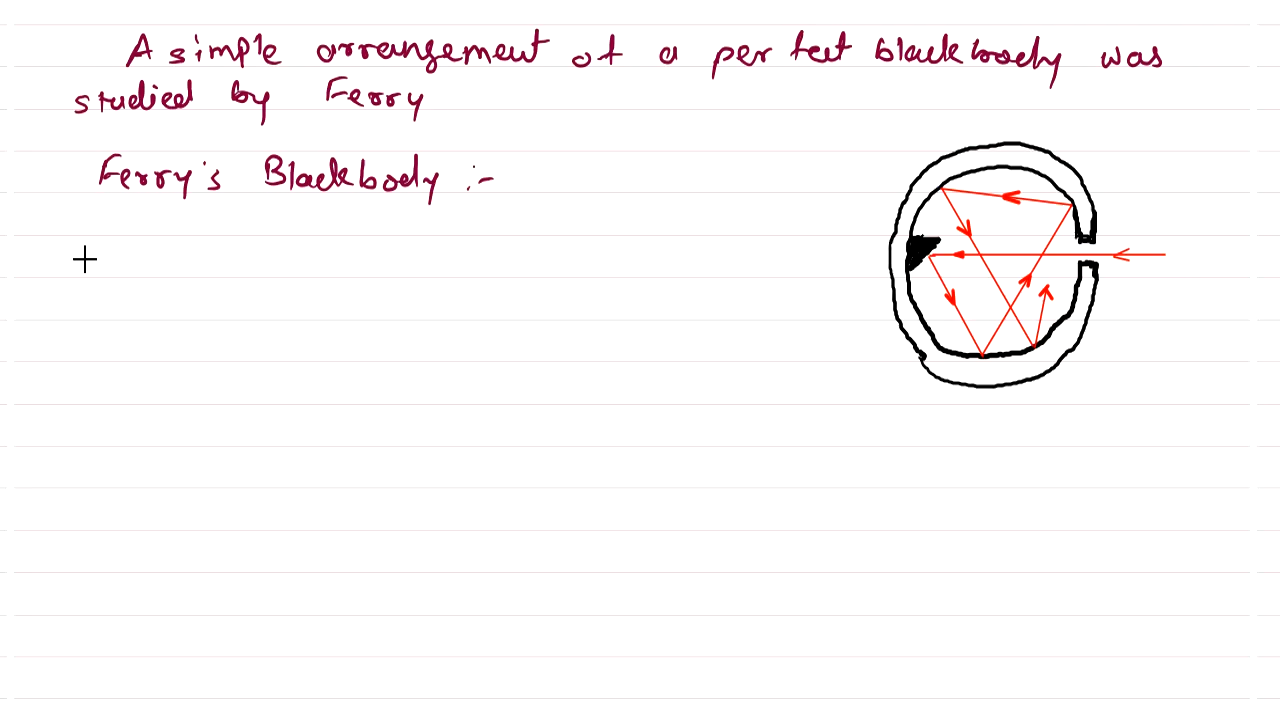 A simple arrangement of a perfect blackbody was
studied by Ferry
Ferry's Blackbody :-